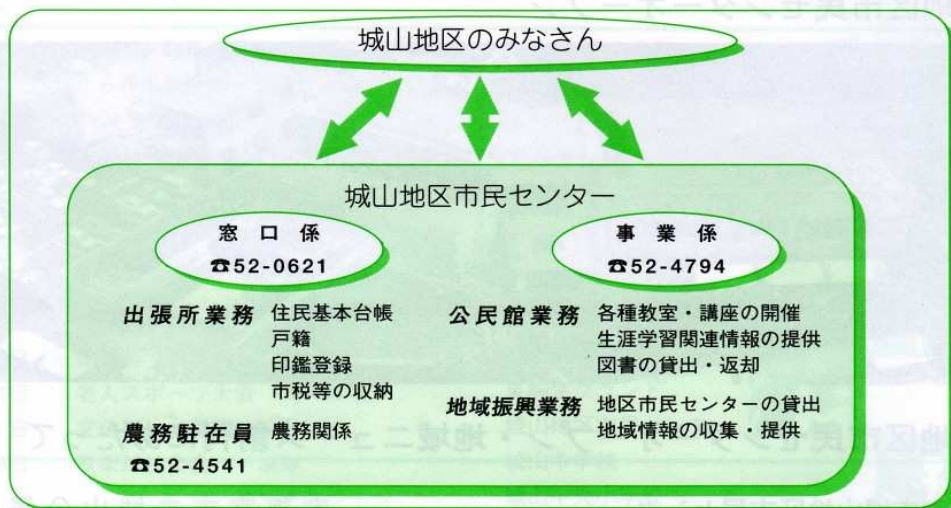 城山地区のみなさん
城山地区市民センター
窓口係
☎52-0621
出張所業務 住民基本台帳
戸籍
印鑑登録
市税等の収納
農務駐在員 農務関係
☎52-4541
事業係
☎52-4794
公民館業務 各種教室・講座の開催
生涯学習関連情報の提供
図書の貸出・返却
地域振興業務 地区市民センターの貸出
地域情報の収集・提供